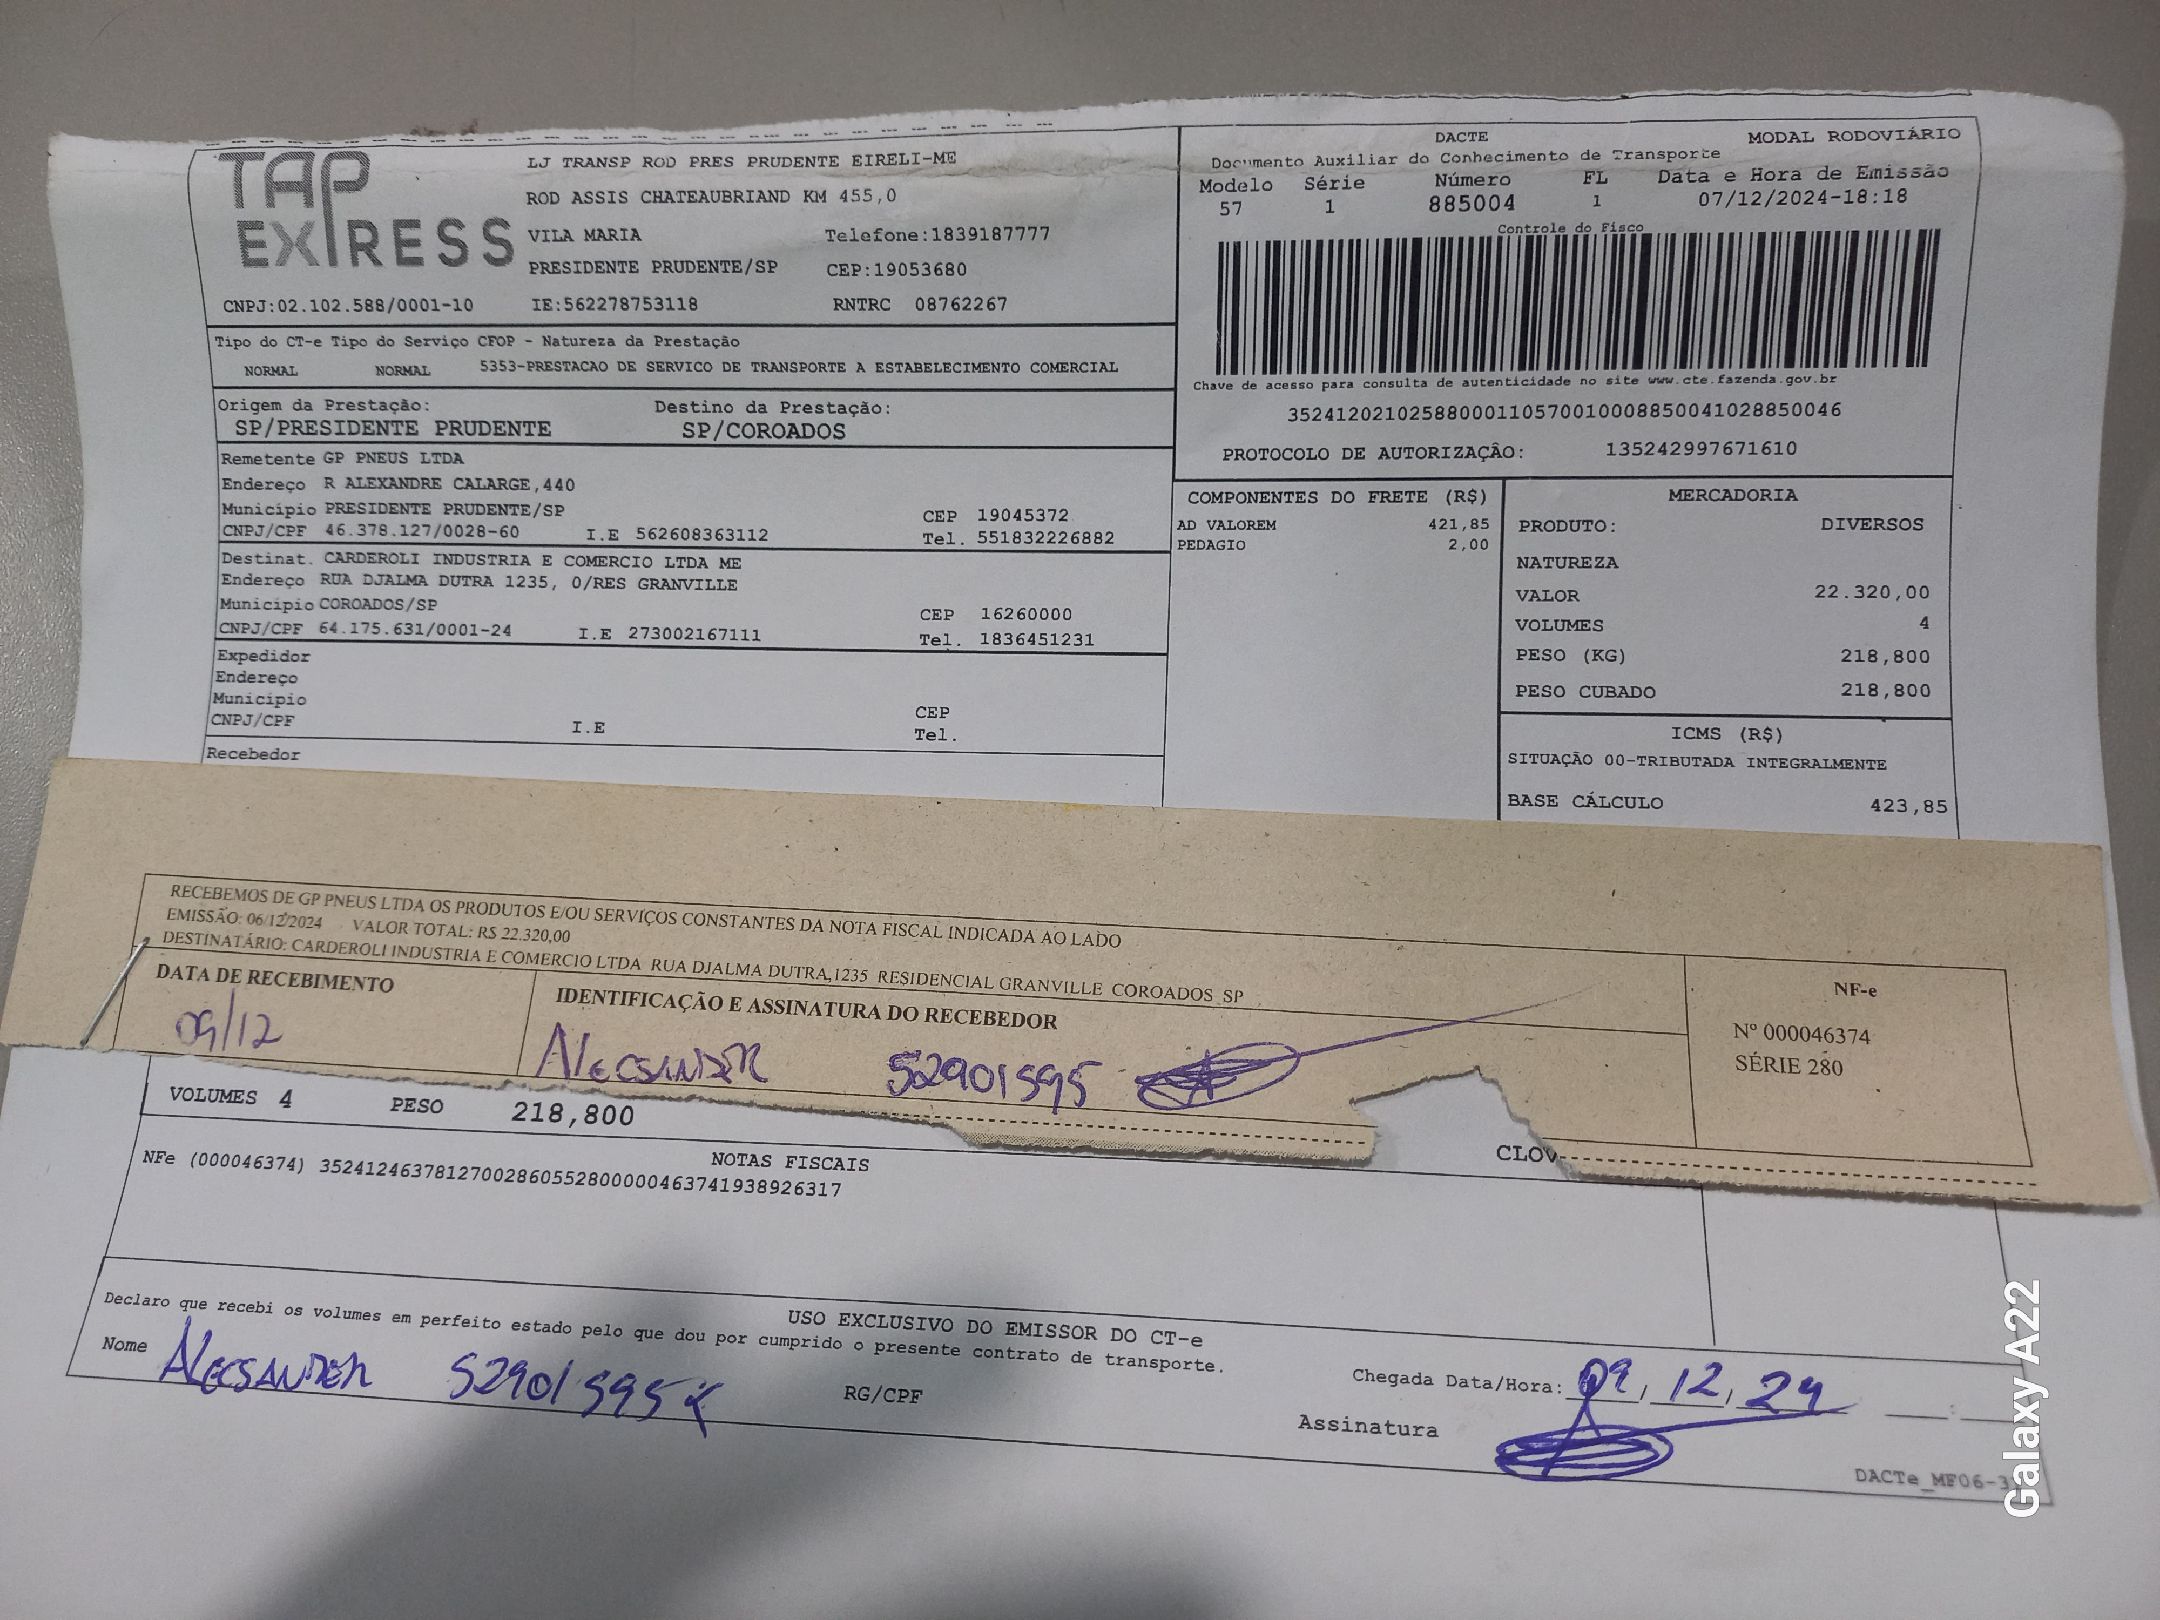 TAP EXPRESS
LJ TRANSP ROD PRES PRUDENTE EIRELI-ME
ROD ASSIS CHATEAUBRIAND KM 455,0
VILA MARIA Telefone:1839187777
PRESIDENTE PRUDENTE/SP CEP:19053680
CNPJ:02.102.588/0001-10 IE:562278753118 RNTRC 08762267
DACTE MODAL RODOVIÁRIO
Documento Auxiliar do Conhecimento de Transporte
Modelo Série Número FL Data e Hora de Emissão
57 1 885004 1 07/12/2024-18:18
Controle do Fisco
Chave de acesso para consulta de autenticidade no site www.cte.fazenda.gov.br
35241202102588000110570010008850041028850046
PROTOCOLO DE AUTORIZAÇÃO: 135242997671610
Tipo do CT-e Tipo do Serviço CFOP - Natureza da Prestação
NORMAL NORMAL 5353-PRESTACAO DE SERVICO DE TRANSPORTE A ESTABELECIMENTO COMERCIAL
Origem da Prestação: Destino da Prestação:
SP/PRESIDENTE PRUDENTE SP/COROADOS
Remetente GP PNEUS LTDA
Endereço R ALEXANDRE CALARGE,440
Município PRESIDENTE PRUDENTE/SP CEP 19045372
CNPJ/CPF 46.378.127/0028-60 I.E 562608363112 Tel. 551832226882
Destinat. CARDEROLI INDUSTRIA E COMERCIO LTDA ME
Endereço RUA DJALMA DUTRA 1235, 0/RES GRANVILLE
Município COROADOS/SP CEP 16260000
CNPJ/CPF 64.175.631/0001-24 I.E 273002167111 Tel. 1836451231
Expedidor
Endereço
Município CEP
CNPJ/CPF I.E Tel.
Recebedor
COMPONENTES DO FRETE (R$)
AD VALOREM 421,85
PEDAGIO 2,00
MERCADORIA
PRODUTO: DIVERSOS
NATUREZA
VALOR 22.320,00
VOLUMES 4
PESO (KG) 218,800
PESO CUBADO 218,800
ICMS (R$)
SITUAÇÃO 00-TRIBUTADA INTEGRALMENTE
BASE CÁLCULO 423,85
RECEBEMOS DE GP PNEUS LTDA OS PRODUTOS E/OU SERVIÇOS CONSTANTES DA NOTA FISCAL INDICADA AO LADO
EMISSÃO: 06/12/2024 VALOR TOTAL: R$ 22.320,00
DESTINATÁRIO: CARDEROLI INDUSTRIA E COMERCIO LTDA RUA DJALMA DUTRA,1235 RESIDENCIAL GRANVILLE COROADOS SP
DATA DE RECEBIMENTO IDENTIFICAÇÃO E ASSINATURA DO RECEBEDOR
09/12 ALECSANDER 52901595
NF-e
Nº 000046374
SÉRIE 280
VOLUMES 4 PESO 218,800
CLOV
NOTAS FISCAIS
NFe (000046374) 35241246378127002860552800000463741938926317
USO EXCLUSIVO DO EMISSOR DO CT-e
Declaro que recebi os volumes em perfeito estado pelo que dou por cumprido o presente contrato de transporte.
Nome ALECSANDER 52901595X RG/CPF
Chegada Data/Hora: 09/12/24
Assinatura
DACTe_MF06-3
Galaxy A22